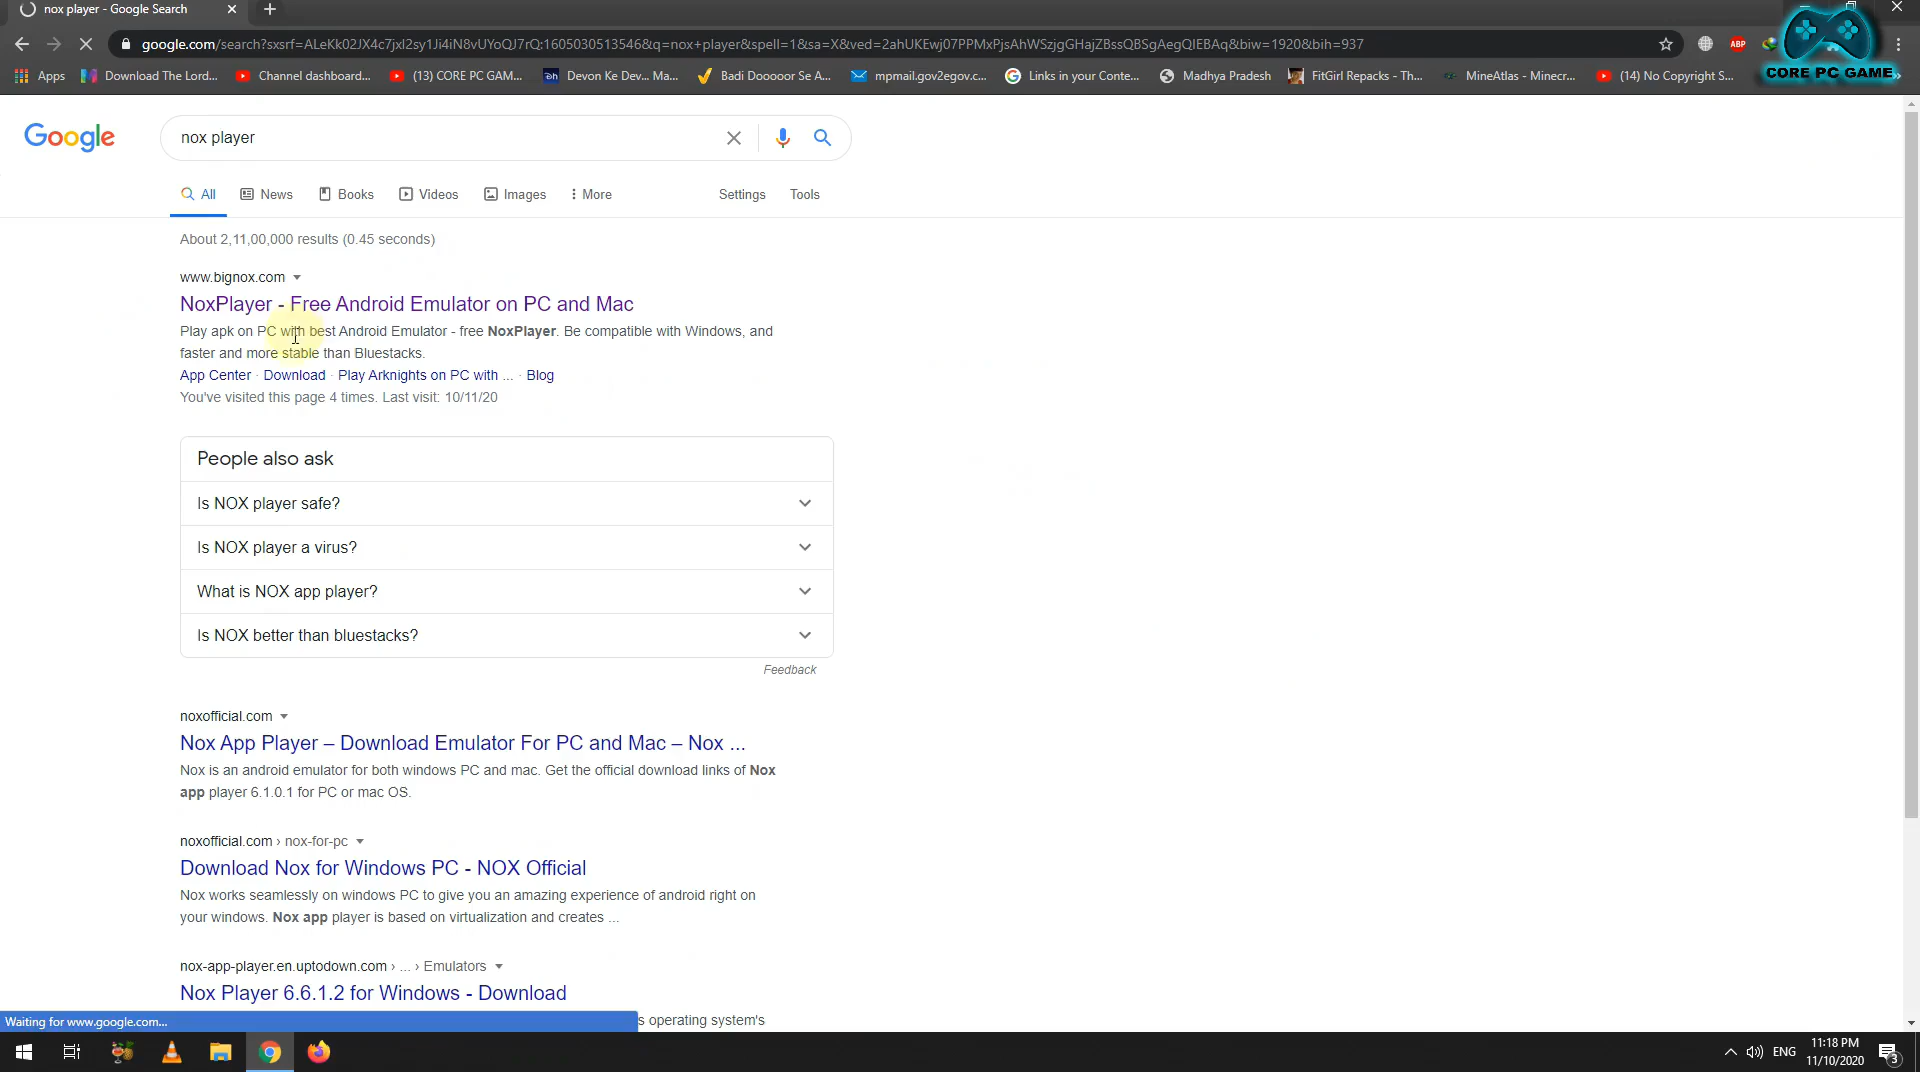 nox player - Google Search
google.com/search?sxsrf=ALeKk02JX4c7jxl2sy1Ji4iN8vUYoQJ7rQ:1605030513546&q=nox+player&spell=1&sa=X&ved=2ahUKEwj07PPMxPjsAhWSzjgGHajZBssQBSgAegQIEBAq&biw=1920&bih=937
ABP
Apps Download The Lord... Channel dashboard... (13) CORE PC GAM... Devon Ke Dev... Ma... Badi Dooooor Se A... mpmail.gov2egov.c... Links in your Conte... Madhya Pradesh FitGirl Repacks - Th... MineAtlas - Minecr... (14) No Copyright S...
CORE PC GAME
Google
nox player
All News Books Videos Images More Settings Tools
About 2,11,00,000 results (0.45 seconds)
www.bignox.com
NoxPlayer - Free Android Emulator on PC and Mac
Play apk on PC with best Android Emulator - free NoxPlayer. Be compatible with Windows, and
faster and more stable than Bluestacks.
App Center · Download · Play Arknights on PC with ... · Blog
You've visited this page 4 times. Last visit: 10/11/20
People also ask
Is NOX player safe?
Is NOX player a virus?
What is NOX app player?
Is NOX better than bluestacks?
Feedback
noxofficial.com
Nox App Player – Download Emulator For PC and Mac – Nox ...
Nox is an android emulator for both windows PC and mac. Get the official download links of Nox
app player 6.1.0.1 for PC or mac OS.
noxofficial.com › nox-for-pc
Download Nox for Windows PC - NOX Official
Nox works seamlessly on windows PC to give you an amazing experience of android right on
your windows. Nox app player is based on virtualization and creates ...
nox-app-player.en.uptodown.com › ... › Emulators
Nox Player 6.6.1.2 for Windows - Download
s operating system's
Waiting for www.google.com...
ENG
11:18 PM
11/10/2020
3